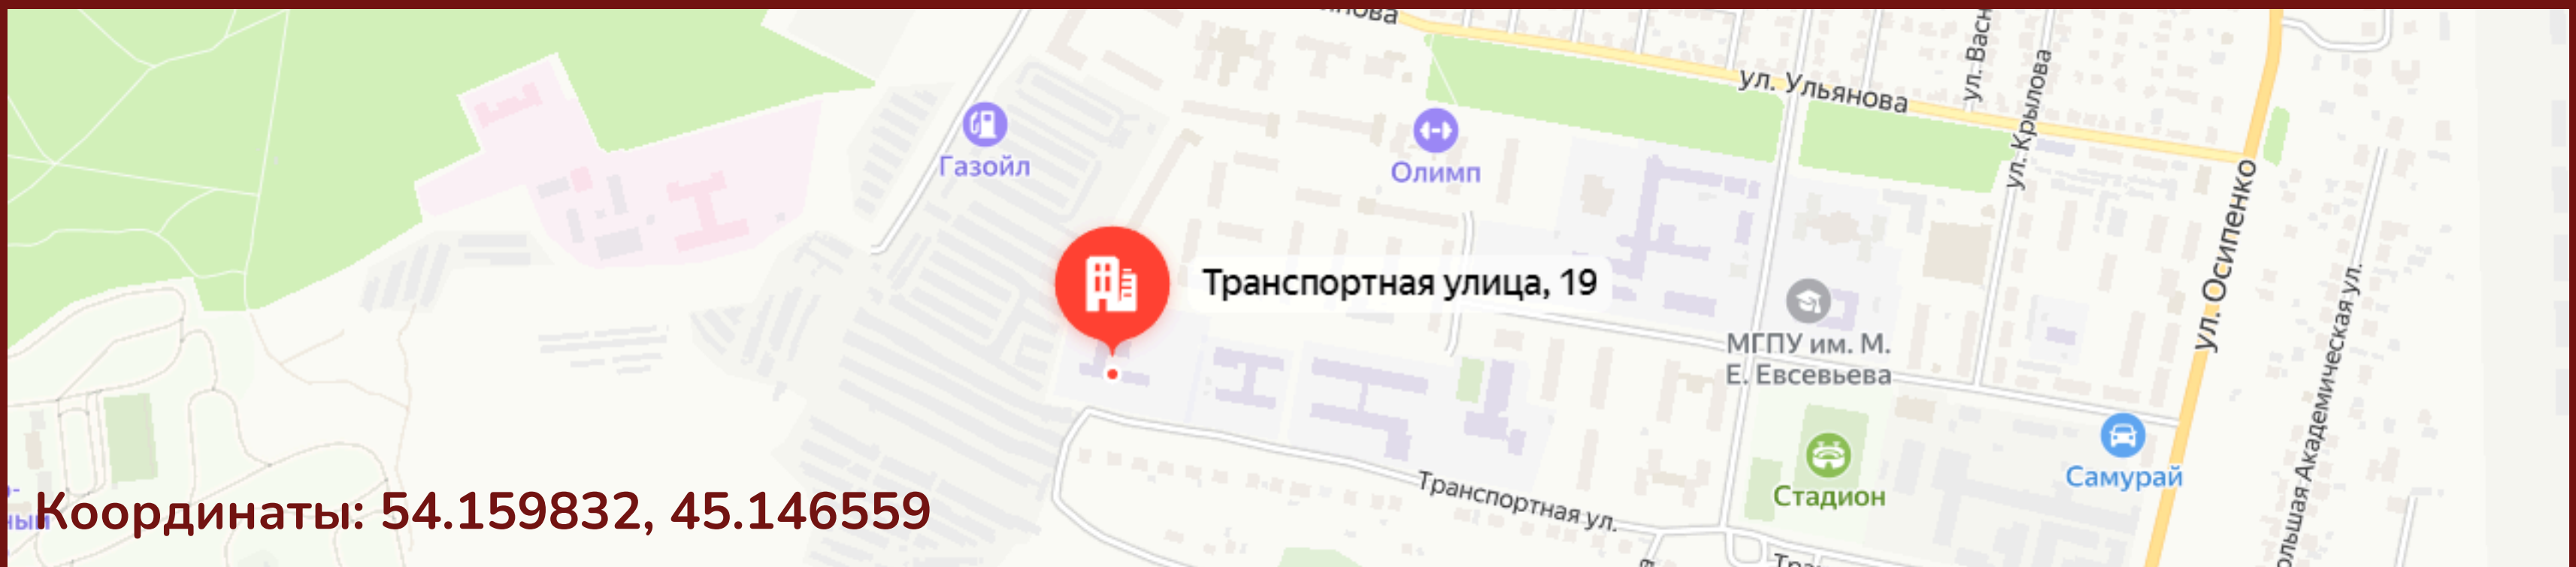 ул. Ульянова
ул. Крылова
Газойл
Олимп
ул. Осипенко
Транспортная улица, 19
МГПУ им. М.
Е. Евсевьева
Самурай
Стадион
Транспортная ул.
Координаты: 54.159832, 45.146559